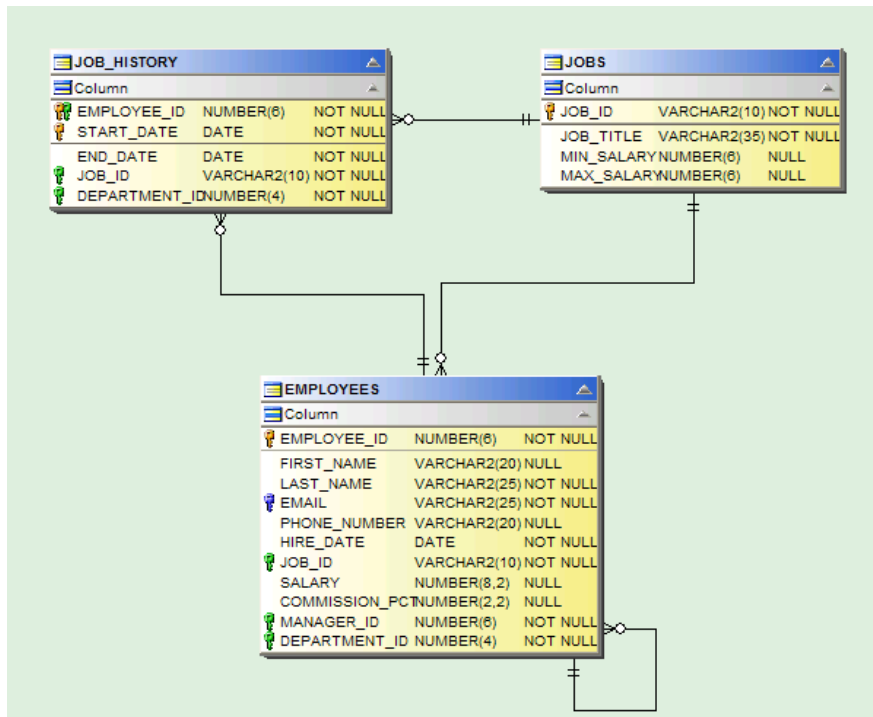 JOB_HISTORY
Column
EMPLOYEE_ID NUMBER(6) NOT NULL
START_DATE DATE NOT NULL
END_DATE DATE NOT NULL
JOB_ID VARCHAR2(10) NOT NULL
DEPARTMENT_ID NUMBER(4) NOT NULL
JOBS
Column
JOB_ID VARCHAR2(10) NOT NULL
JOB_TITLE VARCHAR2(35) NOT NULL
MIN_SALARY NUMBER(6) NULL
MAX_SALARY NUMBER(6) NULL
EMPLOYEES
Column
EMPLOYEE_ID NUMBER(6) NOT NULL
FIRST_NAME VARCHAR2(20) NULL
LAST_NAME VARCHAR2(25) NOT NULL
EMAIL VARCHAR2(25) NOT NULL
PHONE_NUMBER VARCHAR2(20) NULL
HIRE_DATE DATE NOT NULL
JOB_ID VARCHAR2(10) NOT NULL
SALARY NUMBER(8,2) NULL
COMMISSION_PCT NUMBER(2,2) NULL
MANAGER_ID NUMBER(6) NOT NULL
DEPARTMENT_ID NUMBER(4) NOT NULL